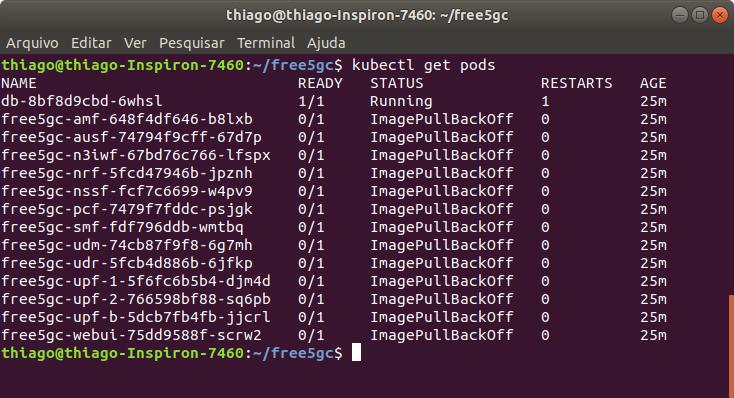 thiago@thiago-Inspiron-7460: ~/free5gc
Arquivo Editar Ver Pesquisar Terminal Ajuda
thiago@thiago-Inspiron-7460:~/free5gc$ kubectl get pods
NAME READY STATUS RESTARTS AGE
db-8bf8d9cbd-6whsl 1/1 Running 1 25m
free5gc-amf-648f4df646-b8lxb 0/1 ImagePullBackOff 0 25m
free5gc-ausf-74794f9cff-67d7p 0/1 ImagePullBackOff 0 25m
free5gc-n3iwf-67bd76c766-lfspx 0/1 ImagePullBackOff 0 25m
free5gc-nrf-5fcd47946b-jpznh 0/1 ImagePullBackOff 0 25m
free5gc-nssf-fcf7c6699-w4pv9 0/1 ImagePullBackOff 0 25m
free5gc-pcf-7479f7fddc-psjgk 0/1 ImagePullBackOff 0 25m
free5gc-smf-fdf796ddb-wmtbq 0/1 ImagePullBackOff 0 25m
free5gc-udm-74cb87f9f8-6g7mh 0/1 ImagePullBackOff 0 25m
free5gc-udr-5fcb4d886b-6jfkp 0/1 ImagePullBackOff 0 25m
free5gc-upf-1-5f6fc6b5b4-djm4d 0/1 ImagePullBackOff 0 25m
free5gc-upf-2-766598bf88-sq6pb 0/1 ImagePullBackOff 0 25m
free5gc-upf-b-5dcb7fb4fb-jjcrl 0/1 ImagePullBackOff 0 25m
free5gc-webui-75dd9588f-scrw2 0/1 ImagePullBackOff 0 25m
thiago@thiago-Inspiron-7460:~/free5gc$